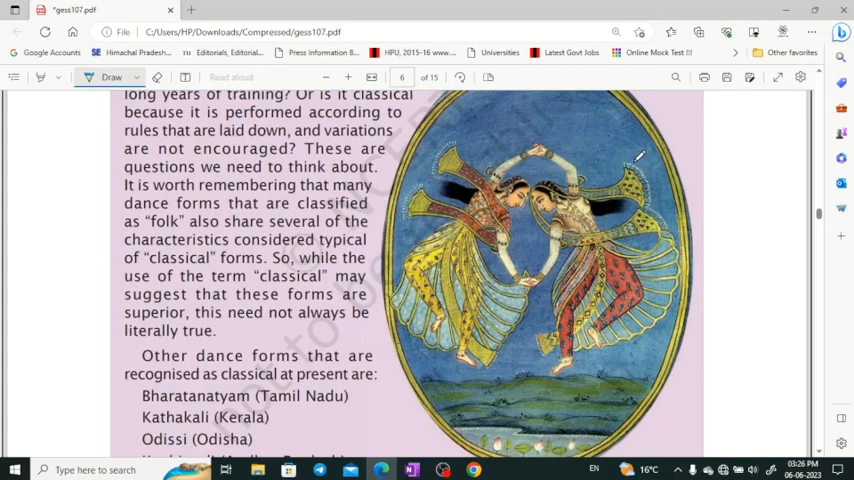 *gess107.pdf
File
C:/Users/HP/Downloads/Compressed/gess107.pdf
Google Accounts
Himachal Pradesh...
Editorials, Editorial...
Press Information B...
HPU, 2015-16 www....
Universities
Latest Govt Jobs
Online Mock Test !!!
Other favorites
Draw
Read aloud
6
of 15
long years of training? Or is it classical
because it is performed according to
rules that are laid down, and variations
are not encouraged? These are
questions we need to think about.
It is worth remembering that many
dance forms that are classified
as “folk” also share several of the
characteristics considered typical
of “classical” forms. So, while the
use of the term “classical” may
suggest that these forms are
superior, this need not always be
literally true.
Other dance forms that are
recognised as classical at present are:
Bharatanatyam (Tamil Nadu)
Kathakali (Kerala)
Odissi (Odisha)
Type here to search
EN
16°C
03:26 PM
06-06-2023